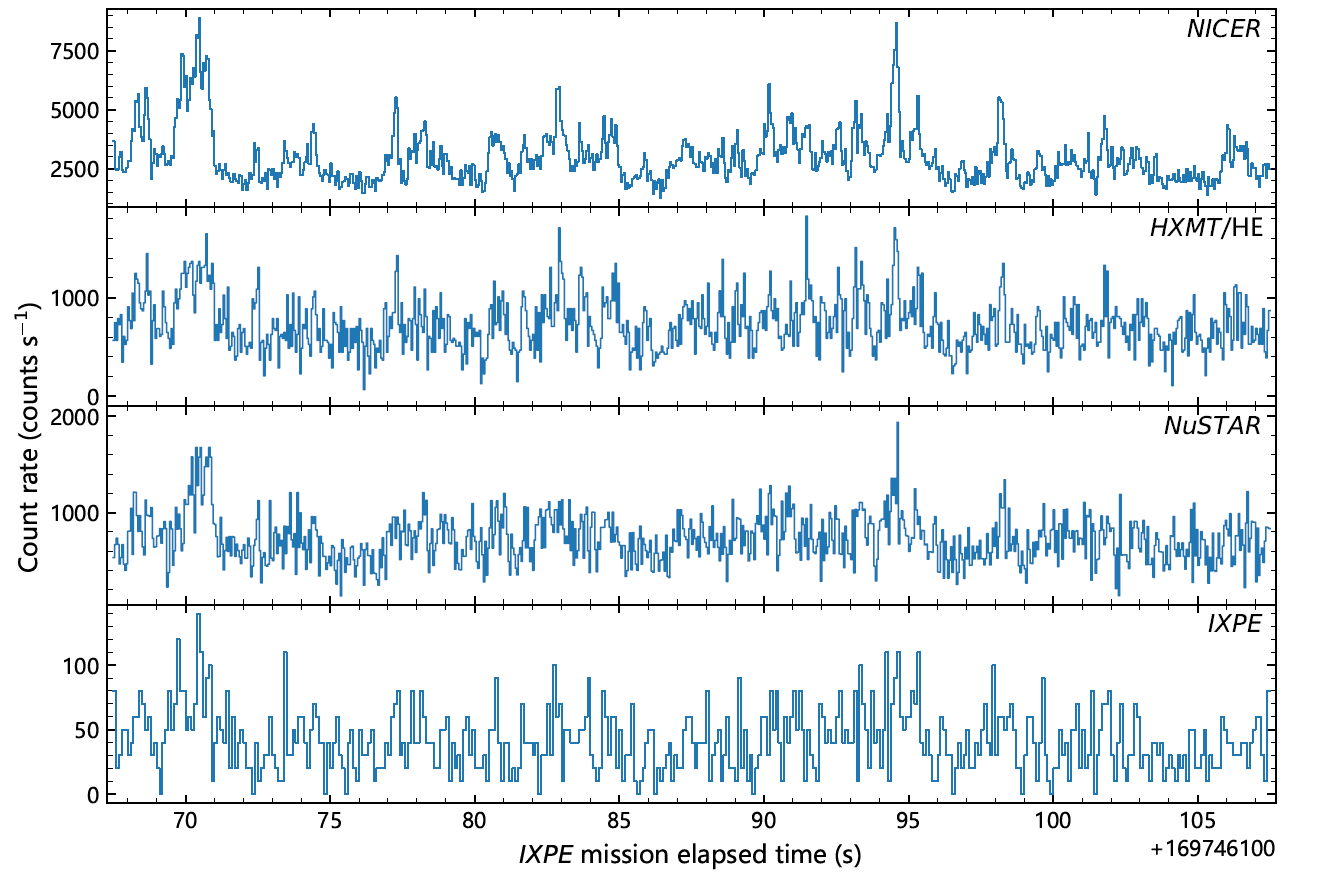 NICER
7500
5000
2500
HXMT/HE
1000
0
NuSTAR
2000
1000
IXPE
100
50
0
Count rate (counts s⁻¹)
70 75 80 85 90 95 100 105
+169746100
IXPE mission elapsed time (s)